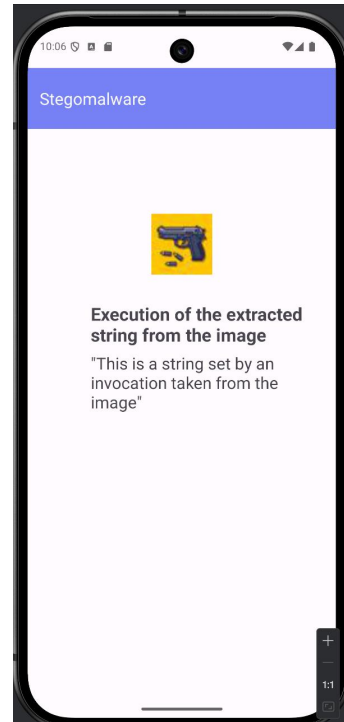 10:06
Stegomalware
Execution of the extracted
string from the image
"This is a string set by an
invocation taken from the
image"
1:1